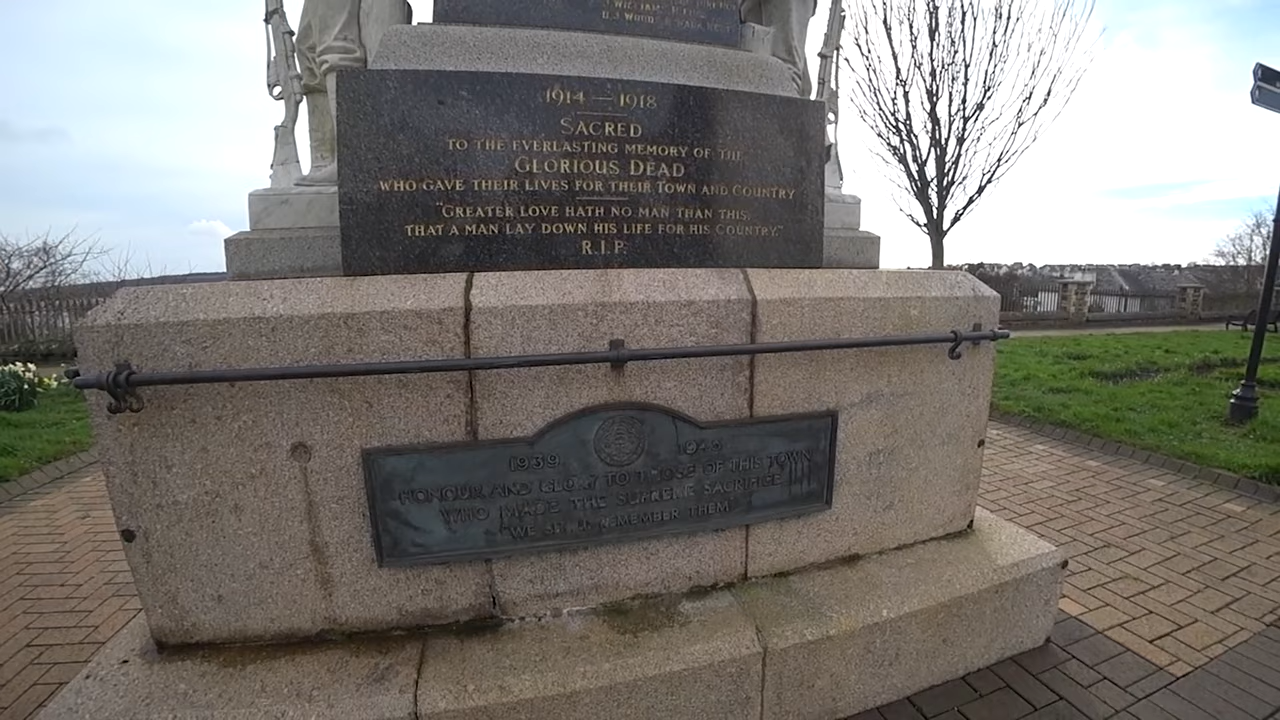 1914 — 1918
SACRED
TO THE EVERLASTING MEMORY OF THE
GLORIOUS DEAD
WHO GAVE THEIR LIVES FOR THEIR TOWN AND COUNTRY
"GREATER LOVE HATH NO MAN THAN THIS,
THAT A MAN LAY DOWN HIS LIFE FOR HIS COUNTRY."
R.I.P.
1939 1945
HONOUR AND GLORY TO THOSE OF THIS TOWN
WHO MADE THE SUPREME SACRIFICE
"WE SHALL REMEMBER THEM"